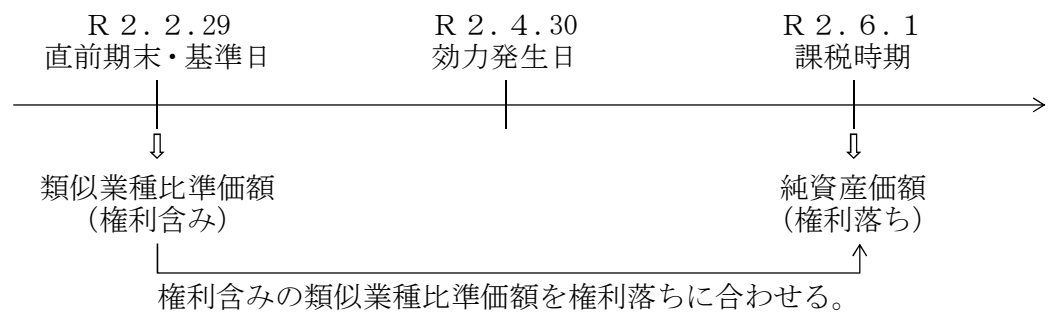 Ｒ２.２.29
直前期末・基準日
Ｒ２.４.30
効力発生日
Ｒ２.６.１
課税時期
⇩
⇩
類似業種比準価額
（権利含み）
純資産価額
（権利落ち）
権利含みの類似業種比準価額を権利落ちに合わせる。